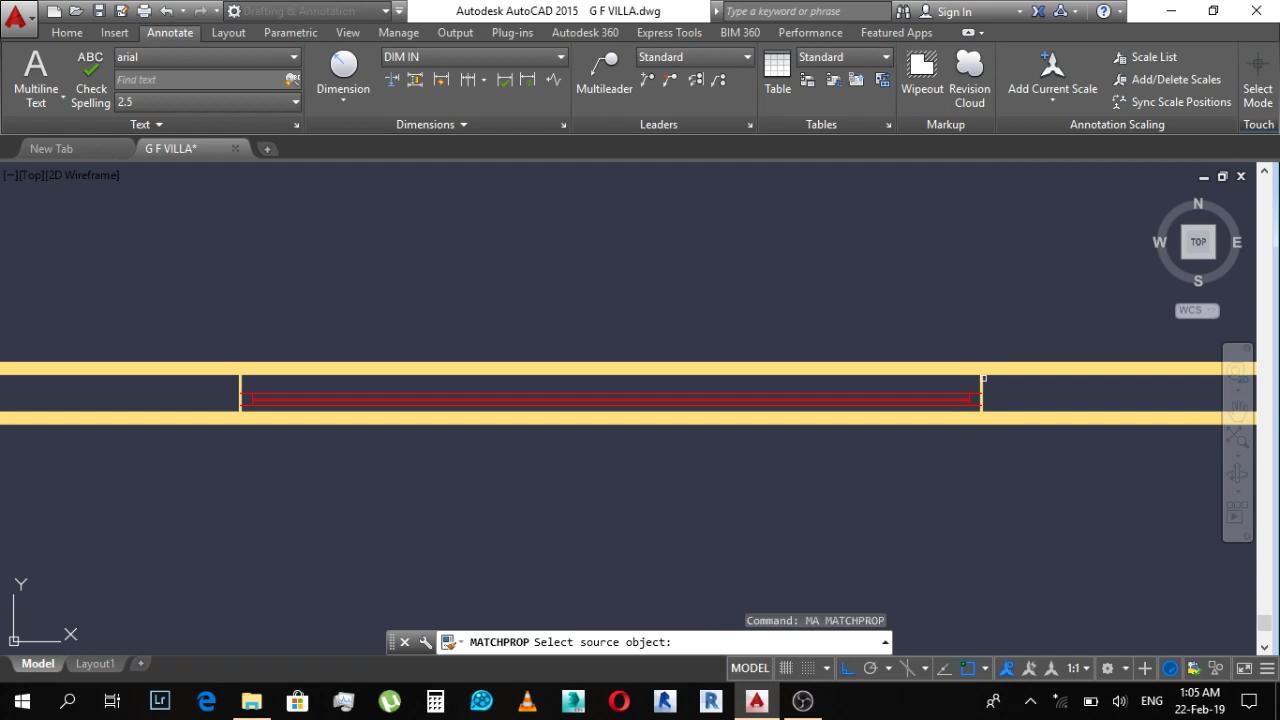 Drafting & Annotation
Autodesk AutoCAD 2015 G F VILLA.dwg
Type a keyword or phrase
Sign In
Home Insert Annotate Layout Parametric View Manage Output Plug-ins Autodesk 360 Express Tools BIM 360 Performance Featured Apps
Multiline
Text
ABC
Check
Spelling
arial
Find text
2.5
Text
Dimension
DIM IN
Dimensions
Multileader
Standard
Leaders
Table
Standard
Tables
Wipeout
Revision
Cloud
Markup
Add Current Scale
Scale List
Add/Delete Scales
Sync Scale Positions
Annotation Scaling
Select
Mode
Touch
New Tab
G F VILLA*
[−][Top][2D Wireframe]
N
W TOP E
S
WCS
Y
X
Command: MA MATCHPROP
MATCHPROP Select source object:
Model Layout1
MODEL
1:1
Lr
ENG
1:05 AM
22-Feb-19